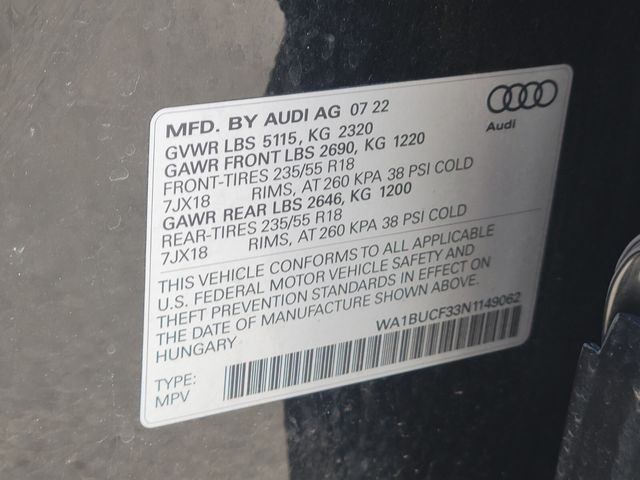 MFD. BY AUDI AG 07 22
Audi
GVWR LBS 5115, KG 2320
GAWR FRONT LBS 2690, KG 1220
FRONT-TIRES 235/55 R18
7JX18 RIMS, AT 260 KPA 38 PSI COLD
GAWR REAR LBS 2646, KG 1200
REAR-TIRES 235/55 R18
7JX18 RIMS, AT 260 KPA 38 PSI COLD
THIS VEHICLE CONFORMS TO ALL APPLICABLE
U.S. FEDERAL MOTOR VEHICLE SAFETY AND
THEFT PREVENTION STANDARDS IN EFFECT ON
THE DATE OF MANUFACTURE SHOWN ABOVE.
HUNGARY WA1BUCF33N1149062
TYPE:
MPV